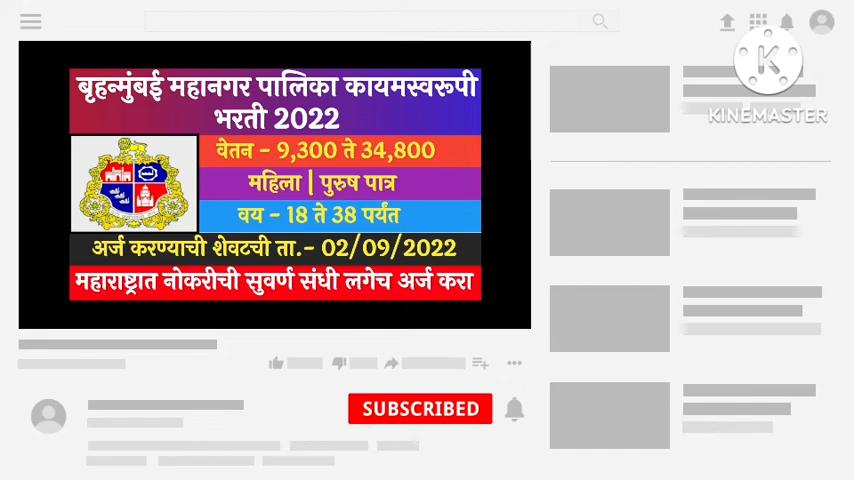 बृहन्मुंबई महानगर पालिका कायमस्वरूपी
भरती 2022
वेतन - 9,300 ते 34,800
महिला | पुरुष पात्र
वय - 18 ते 38 पर्यंत
अर्ज करण्याची शेवटची ता.- 02/09/2022
महाराष्ट्रात नोकरीची सुवर्ण संधी लगेच अर्ज करा
KINEMASTER
SUBSCRIBED